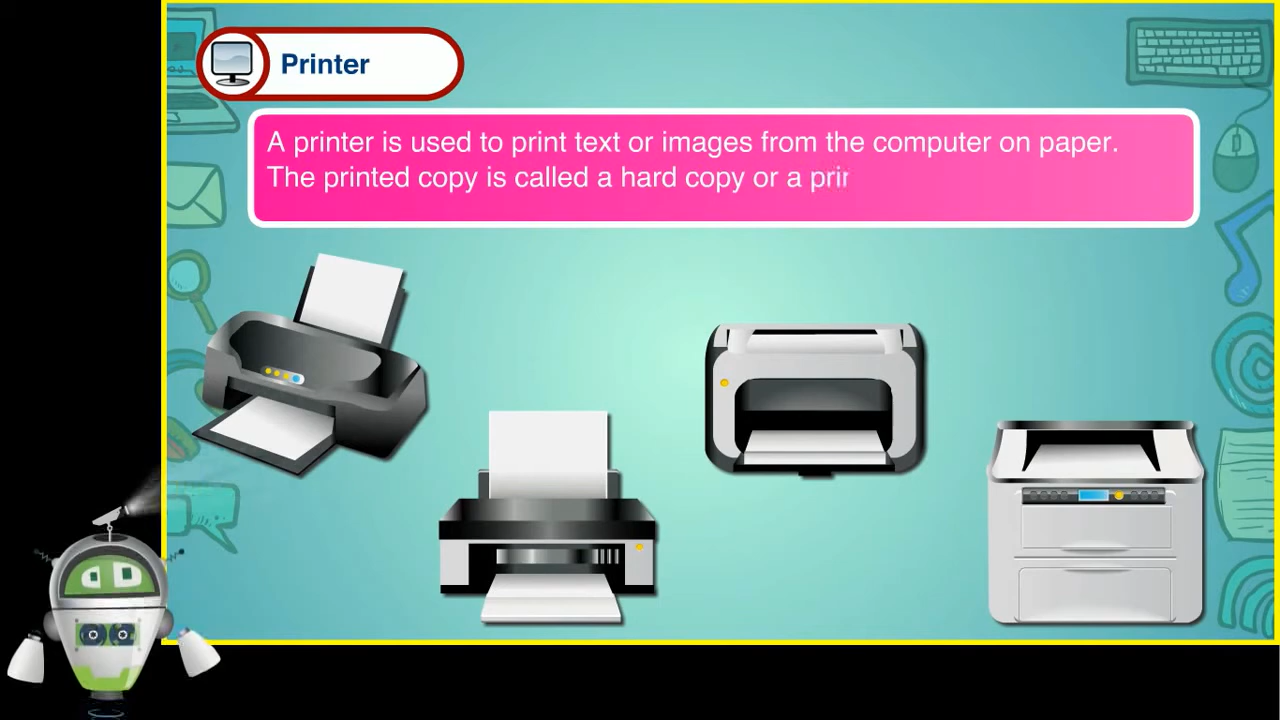 Printer
A printer is used to print text or images from the computer on paper.
The printed copy is called a hard copy or a